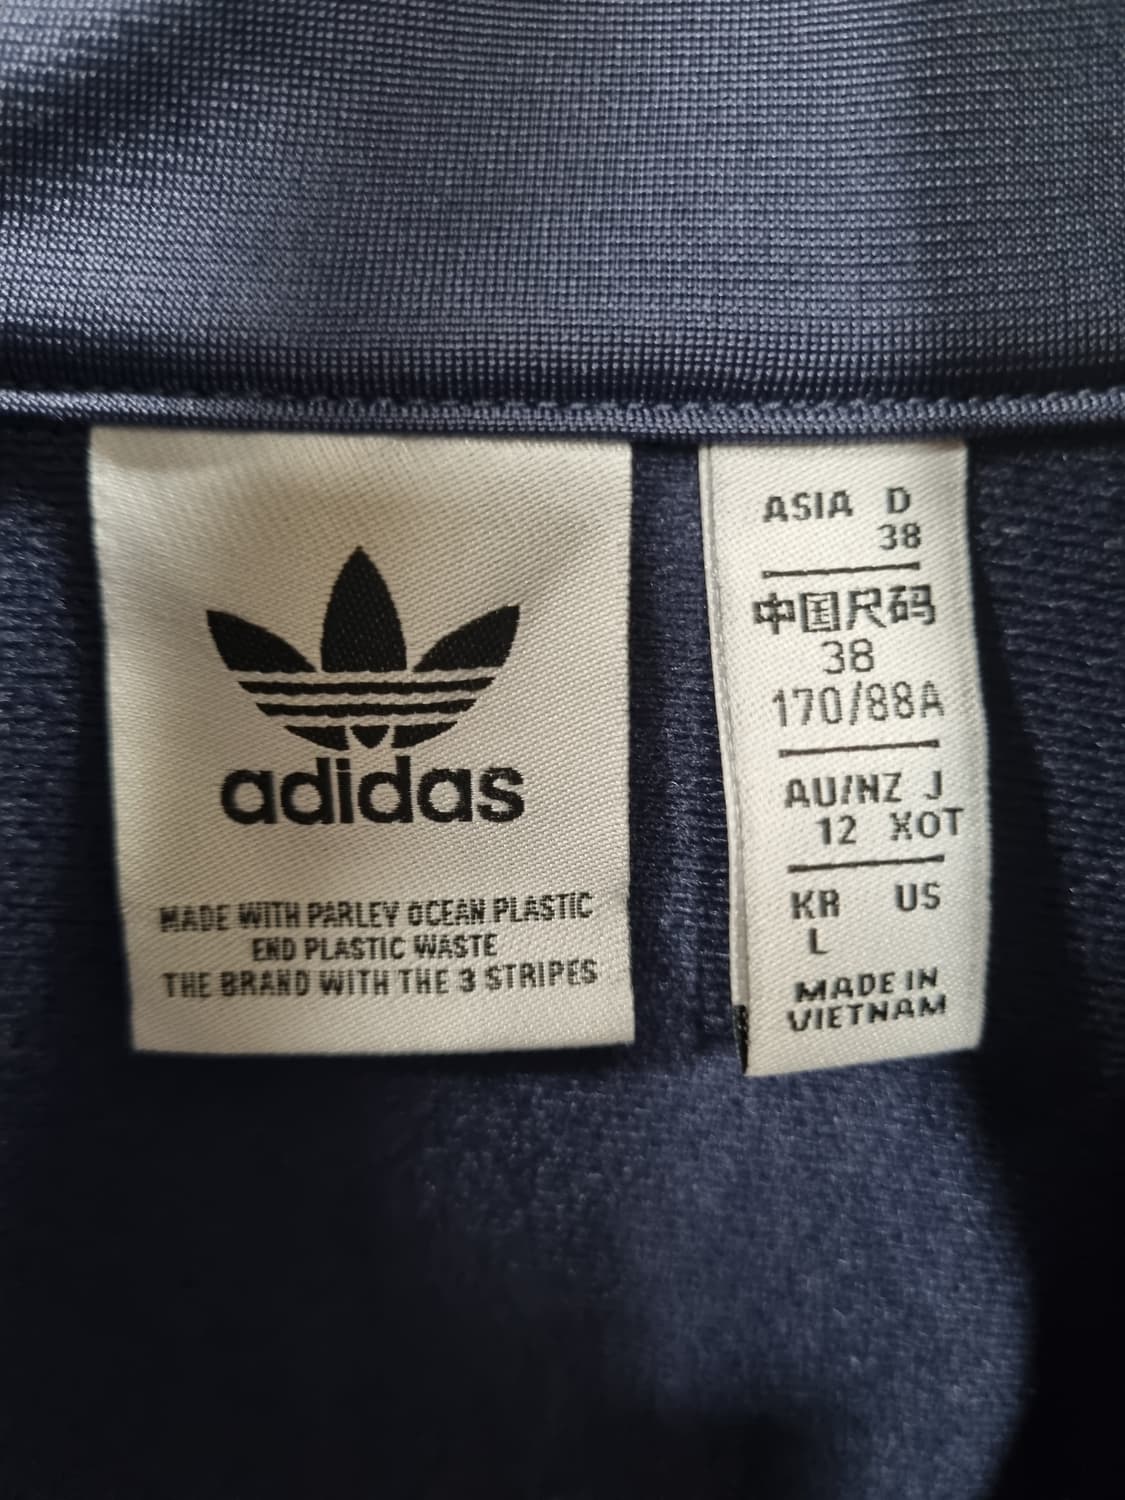 adidas
MADE WITH PARLEY OCEAN PLASTIC
END PLASTIC WASTE
THE BRAND WITH THE 3 STRIPES
ASIA D
38
中国尺码
38
170/88A
AU/NZ J
12 XOT
KR US
L
MADE IN
VIETNAM